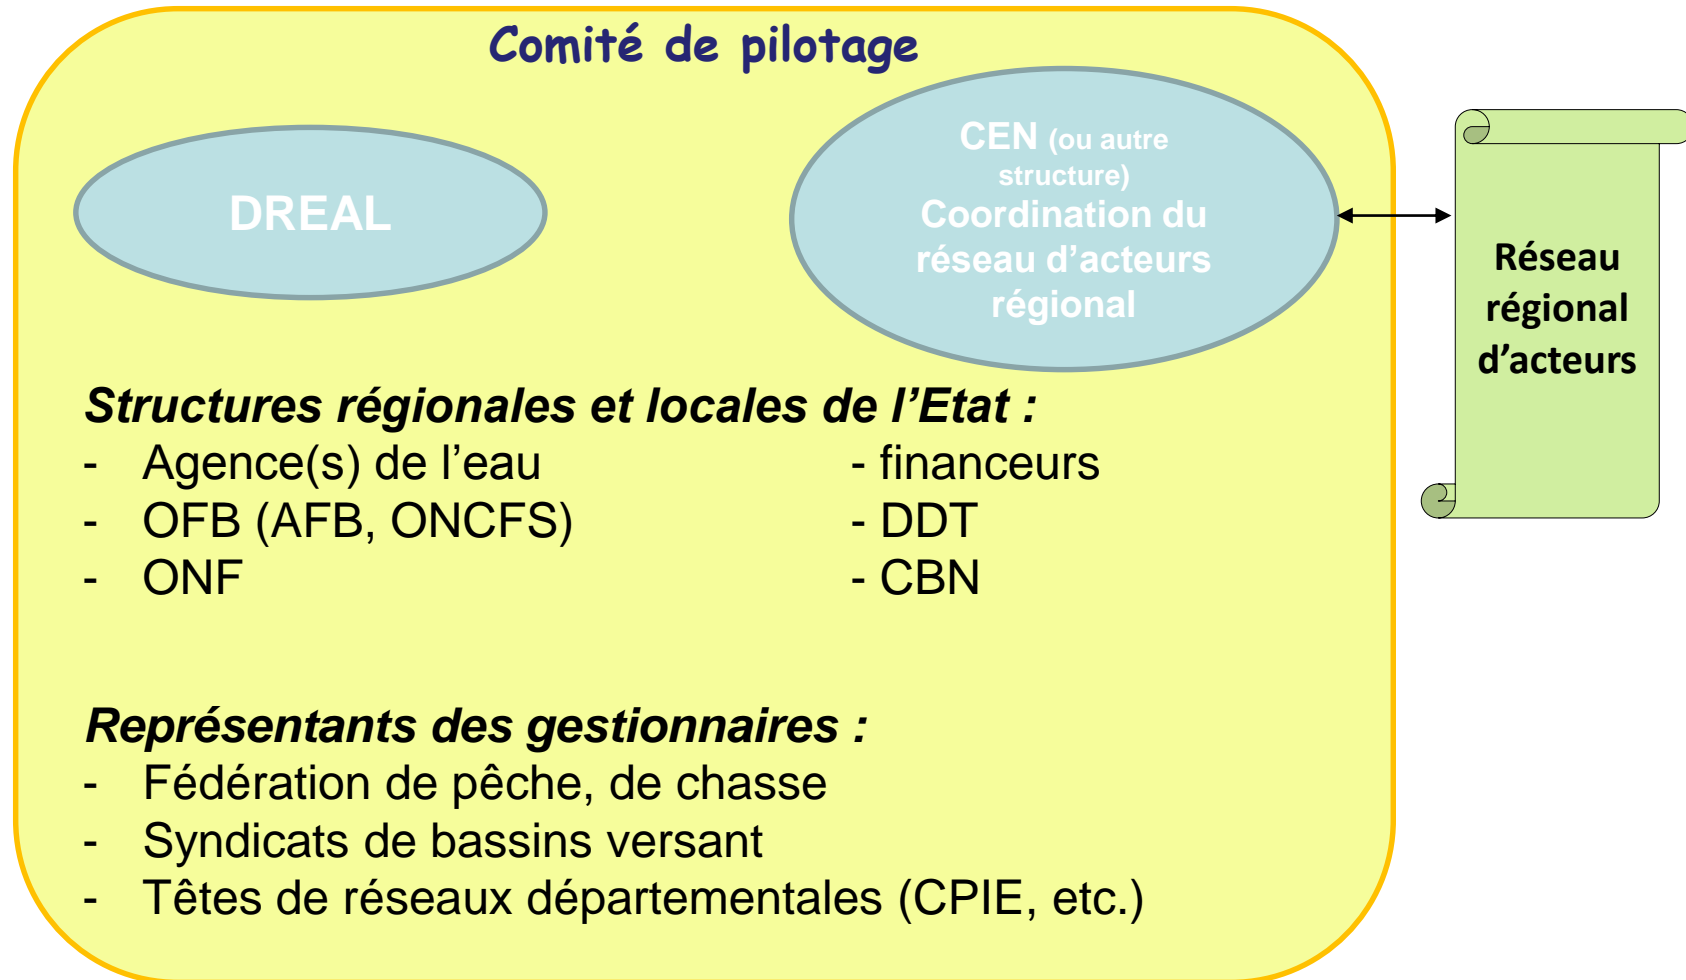 Comité de pilotage
DREAL
CEN (ou autre
structure)
Coordination du
réseau d’acteurs
régional
Réseau
régional
d’acteurs
Structures régionales et locales de l’Etat :
- Agence(s) de l’eau - financeurs
- OFB (AFB, ONCFS) - DDT
- ONF - CBN
Représentants des gestionnaires :
- Fédération de pêche, de chasse
- Syndicats de bassins versant
- Têtes de réseaux départementales (CPIE, etc.)